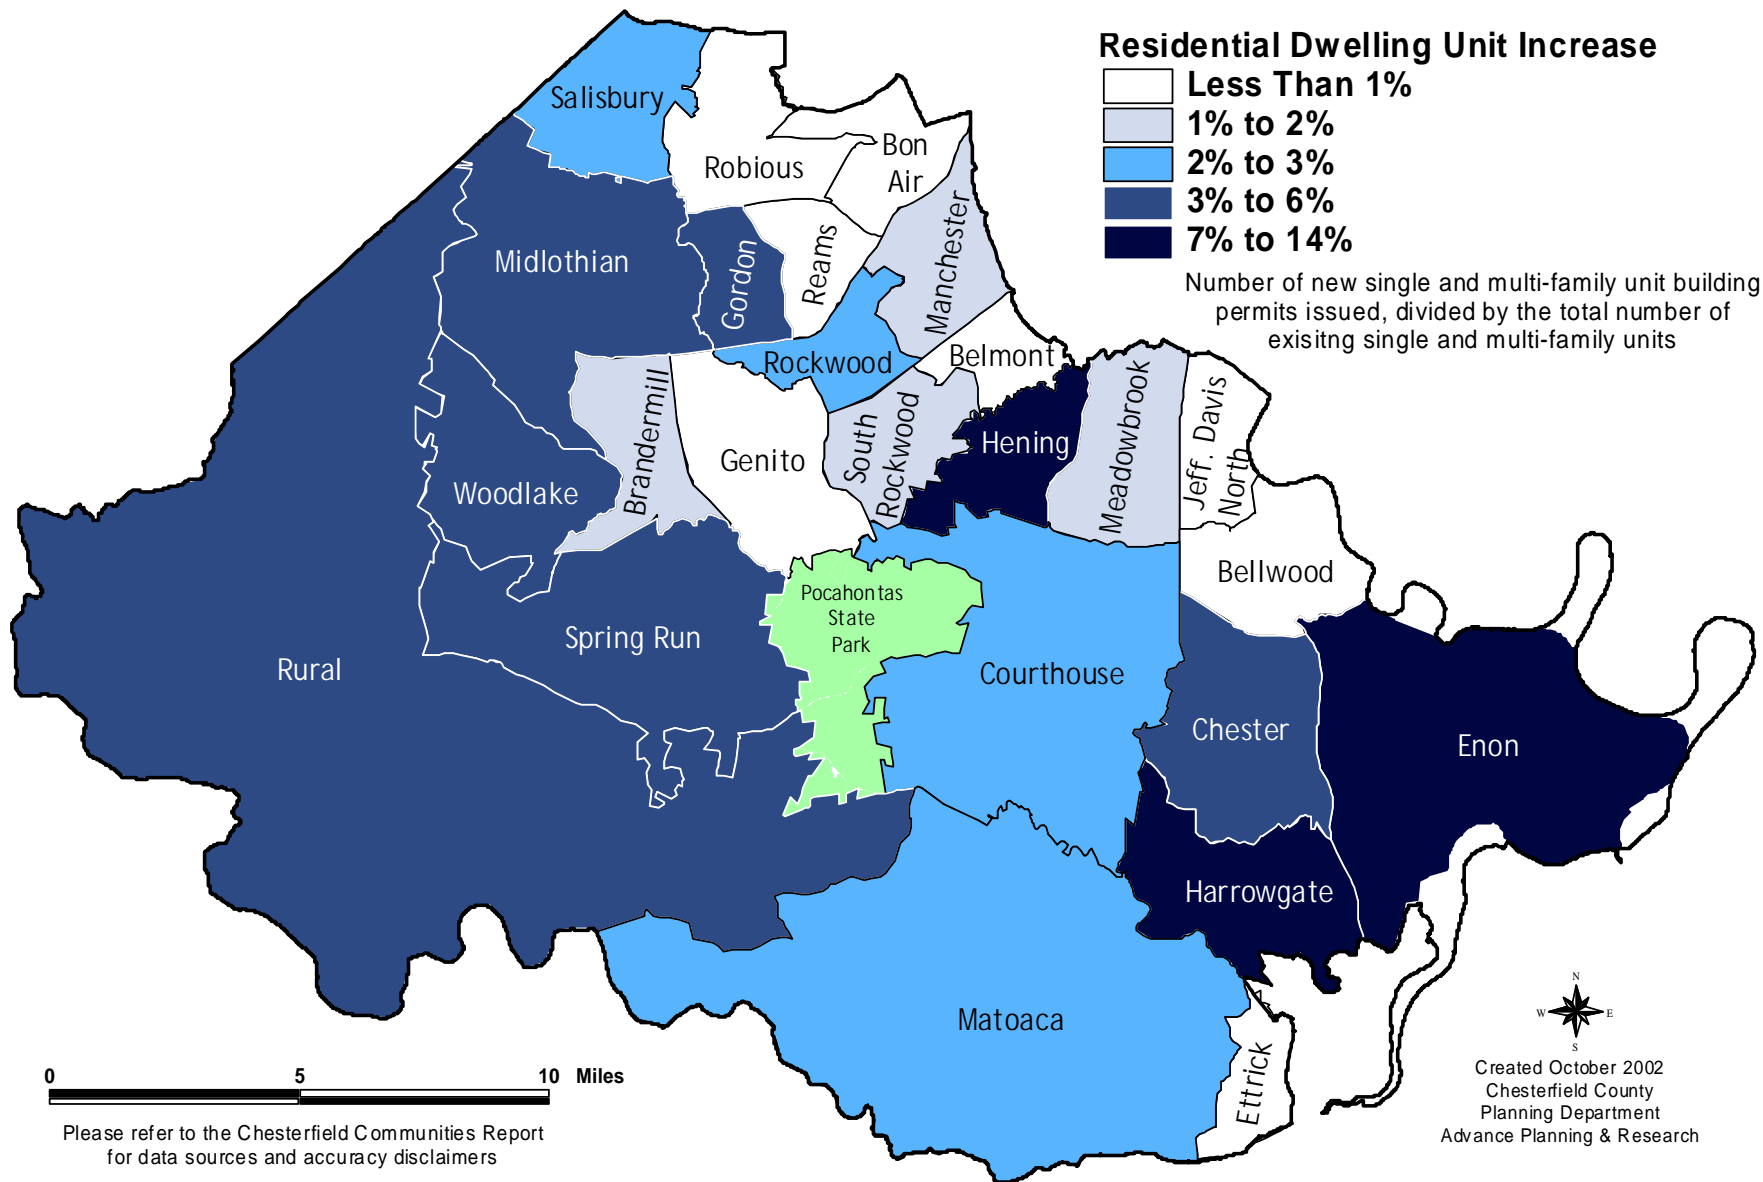 Residential Dwelling Unit Increase
Less Than 1%
1% to 2%
2% to 3%
3% to 6%
7% to 14%
Number of new single and multi-family unit building
permits issued, divided by the total number of
exisitng single and multi-family units
Salisbury
Robious
Bon
Air
Midlothian
Gordon
Reams
Manchester
Rockwood
Belmont
Brandermill
Genito
South
Rockwood
Hening
Meadowbrook
Jeff. Davis
North
Woodlake
Bellwood
Pocahontas
State
Park
Spring Run
Rural
Courthouse
Chester
Enon
Harrowgate
Matoaca
Ettrick
N
W
E
S
0
5
10
Miles
Please refer to the Chesterfield Communities Report
for data sources and accuracy disclaimers
Created October 2002
Chesterfield County
Planning Department
Advance Planning & Research